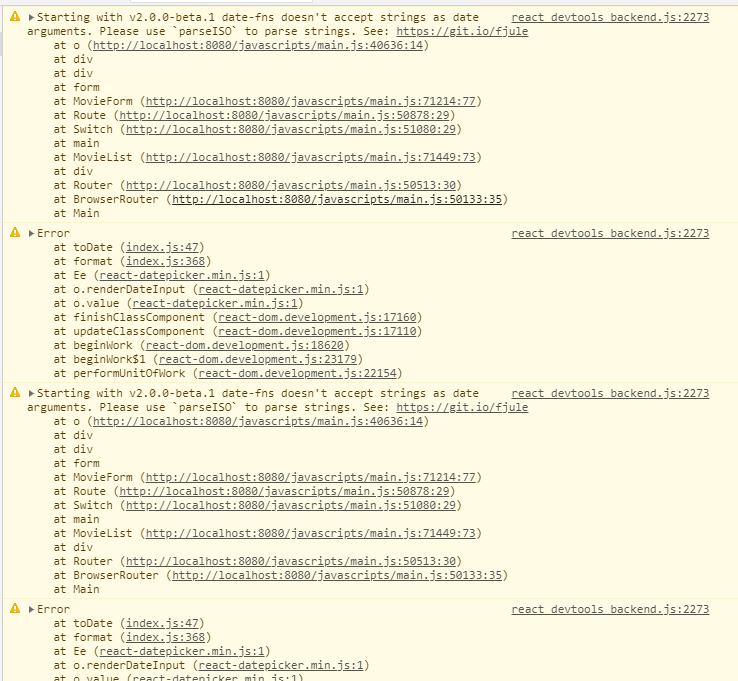 ▶Starting with v2.0.0-beta.1 date-fns doesn't accept strings as date react_devtools_backend.js:2273
arguments. Please use `parseISO` to parse strings. See: https://git.io/fjule
at o (http://localhost:8080/javascripts/main.js:40636:14)
at div
at div
at form
at MovieForm (http://localhost:8080/javascripts/main.js:71214:77)
at Route (http://localhost:8080/javascripts/main.js:50878:29)
at Switch (http://localhost:8080/javascripts/main.js:51080:29)
at main
at MovieList (http://localhost:8080/javascripts/main.js:71449:73)
at div
at Router (http://localhost:8080/javascripts/main.js:50513:30)
at BrowserRouter (http://localhost:8080/javascripts/main.js:50133:35)
at Main
▶Error react_devtools_backend.js:2273
at toDate (index.js:47)
at format (index.js:368)
at Ee (react-datepicker.min.js:1)
at o.renderDateInput (react-datepicker.min.js:1)
at o.value (react-datepicker.min.js:1)
at finishClassComponent (react-dom.development.js:17160)
at updateClassComponent (react-dom.development.js:17110)
at beginWork (react-dom.development.js:18620)
at beginWork$1 (react-dom.development.js:23179)
at performUnitOfWork (react-dom.development.js:22154)
▶Starting with v2.0.0-beta.1 date-fns doesn't accept strings as date react_devtools_backend.js:2273
arguments. Please use `parseISO` to parse strings. See: https://git.io/fjule
at o (http://localhost:8080/javascripts/main.js:40636:14)
at div
at div
at form
at MovieForm (http://localhost:8080/javascripts/main.js:71214:77)
at Route (http://localhost:8080/javascripts/main.js:50878:29)
at Switch (http://localhost:8080/javascripts/main.js:51080:29)
at main
at MovieList (http://localhost:8080/javascripts/main.js:71449:73)
at div
at Router (http://localhost:8080/javascripts/main.js:50513:30)
at BrowserRouter (http://localhost:8080/javascripts/main.js:50133:35)
at Main
▶Error react_devtools_backend.js:2273
at toDate (index.js:47)
at format (index.js:368)
at Ee (react-datepicker.min.js:1)
at o.renderDateInput (react-datepicker.min.js:1)
at o.value (react-datepicker.min.js:1)